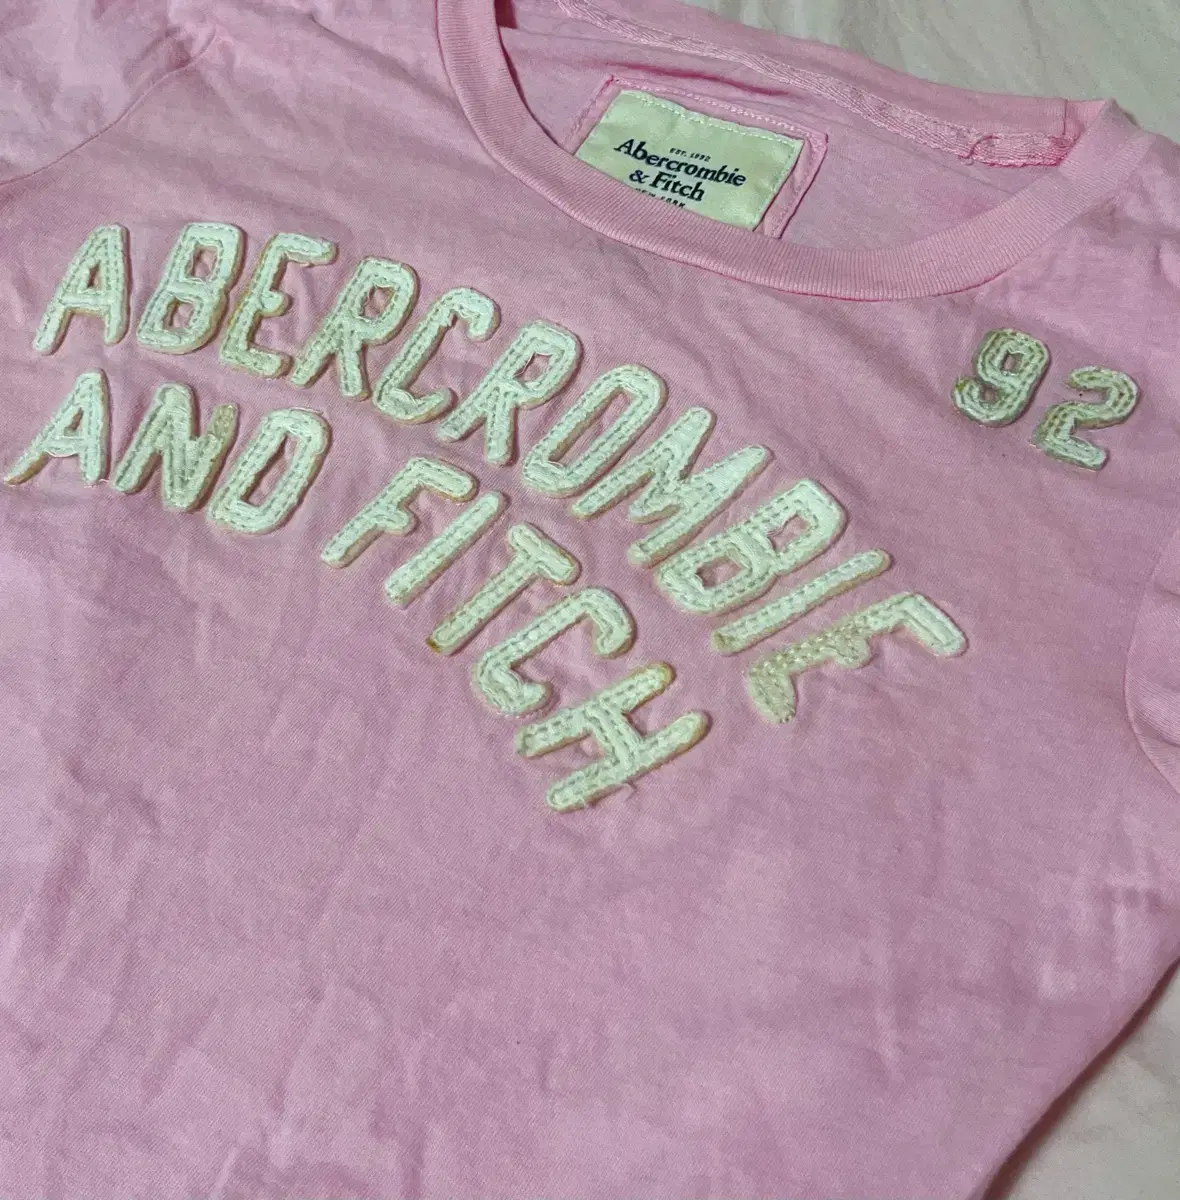 EST. 1892
Abercrombie
& Fitch
NEW YORK
ABERCROMBIE
AND FITCH
92